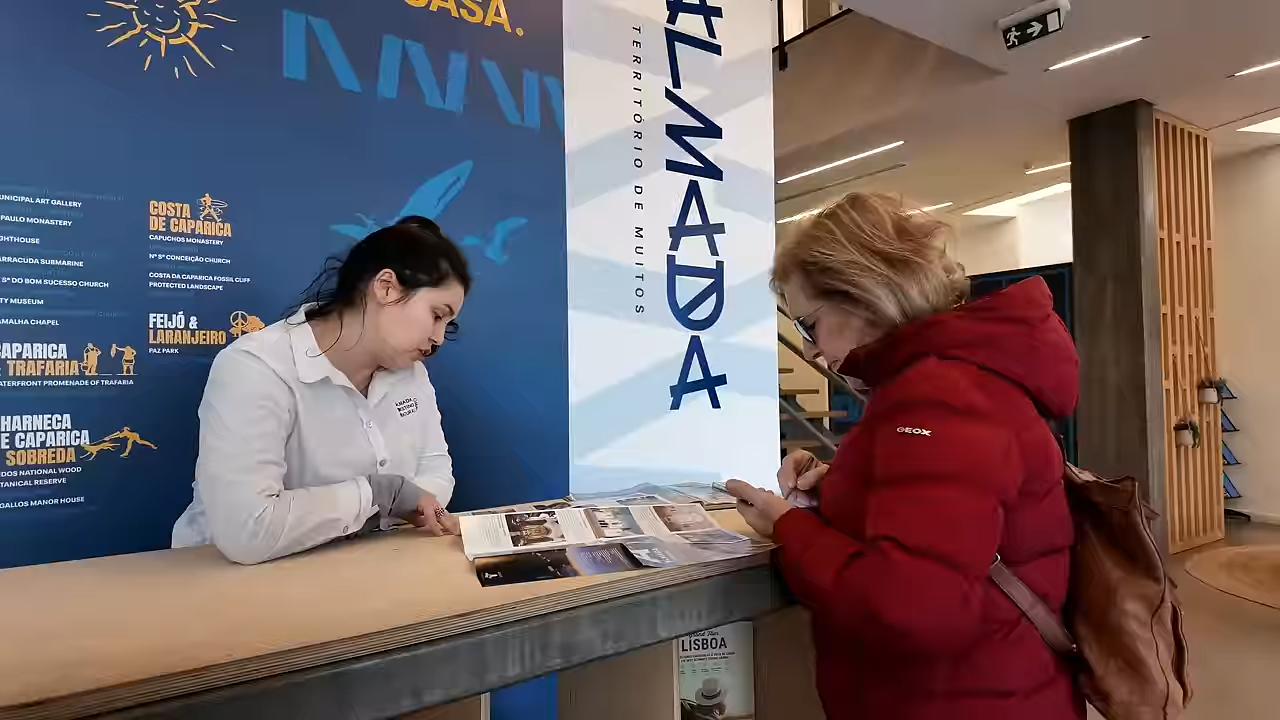 CASA.
UNICIPAL ART GALLERY
PAULO MONASTERY
GHTHOUSE
ARRACUDA SUBMARINE
Sª DO BOM SUCESSO CHURCH
TY MUSEUM
AMALHA CHAPEL
CAPARICA
TRAFARIA
ATERFRONT PROMENADE OF TRAFARIA
HARNECA
E CAPARICA
SOBREDA
DOS NATIONAL WOOD
TANICAL RESERVE
GALLOS MANOR HOUSE
COSTA
DE CAPARICA
CAPUCHOS MONASTERY
Nª Sª CONCEIÇÃO CHURCH
COSTA DA CAPARICA FOSSIL CLIFF
PROTECTED LANDSCAPE
FEIJÓ &
LARANJEIRO
PAZ PARK
TERRITÓRIO DE MUITOS
ALMADA
GEOX
LISBOA